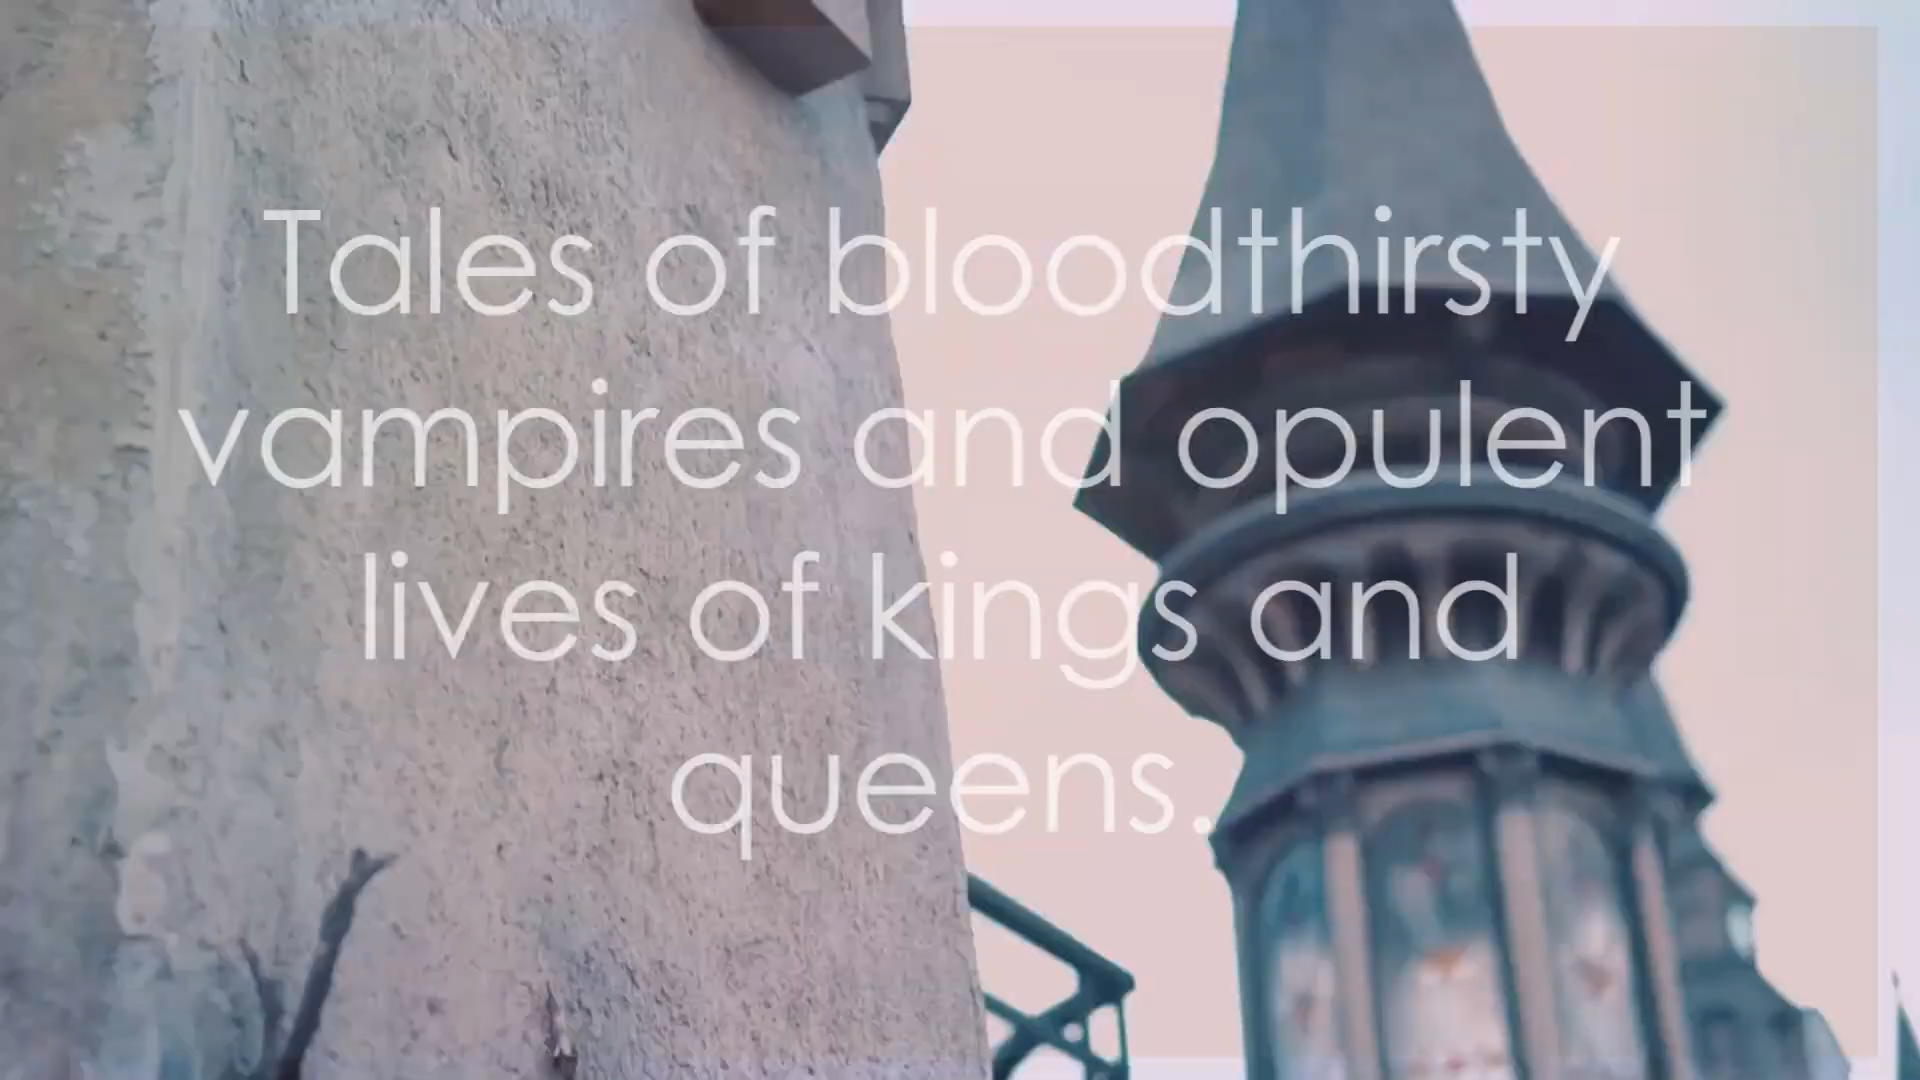 Tales of bloodthirsty
vampires and opulent
lives of kings and
queens.